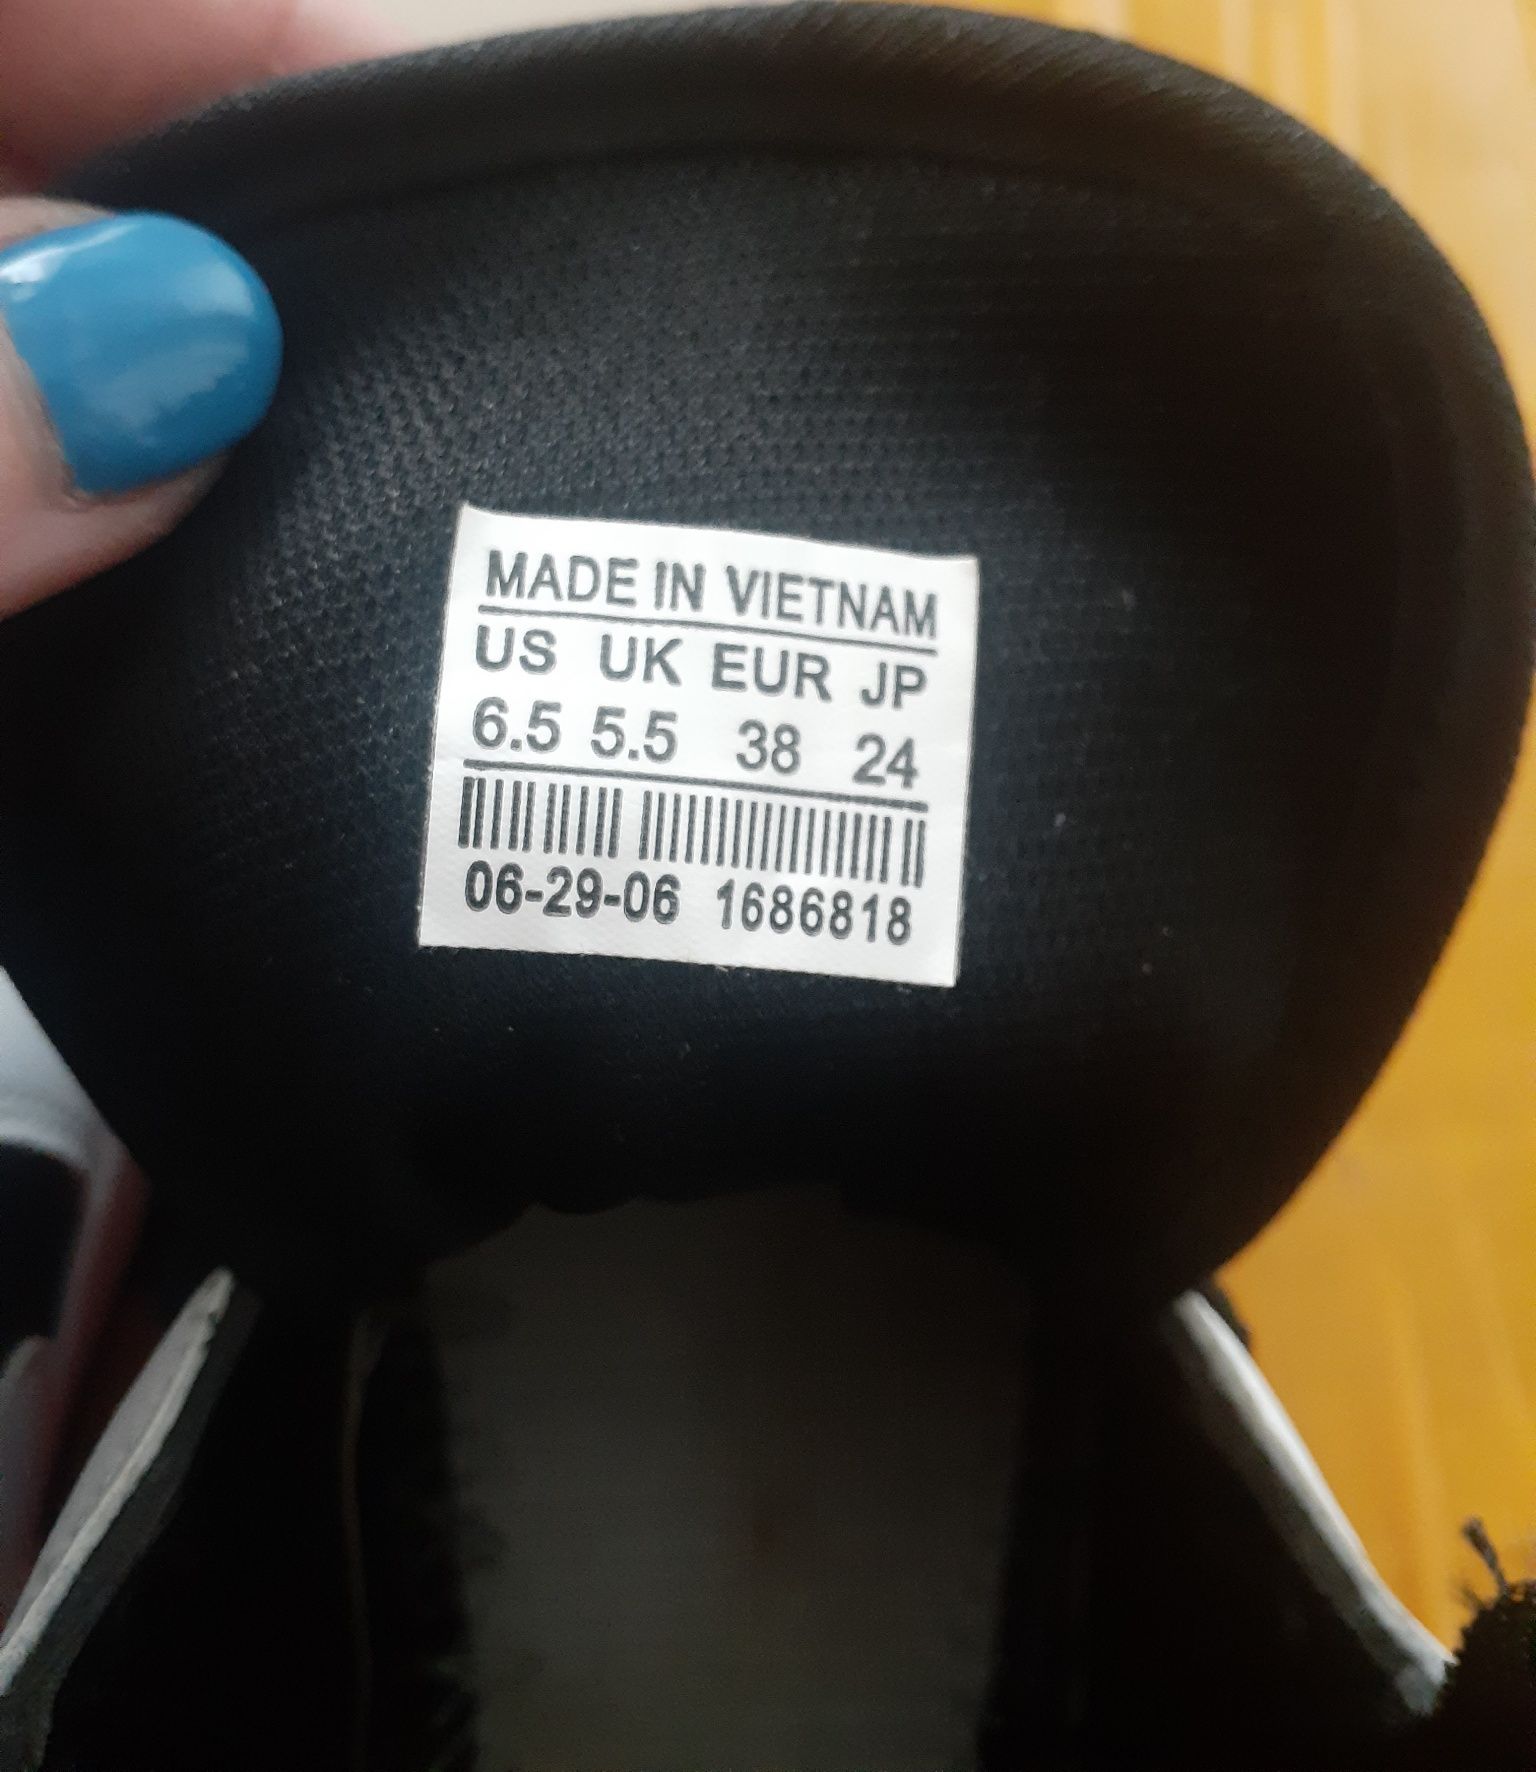 MADE IN VIETNAM
US UK EUR JP
6.5 5.5 38 24
06-29-06 1686818